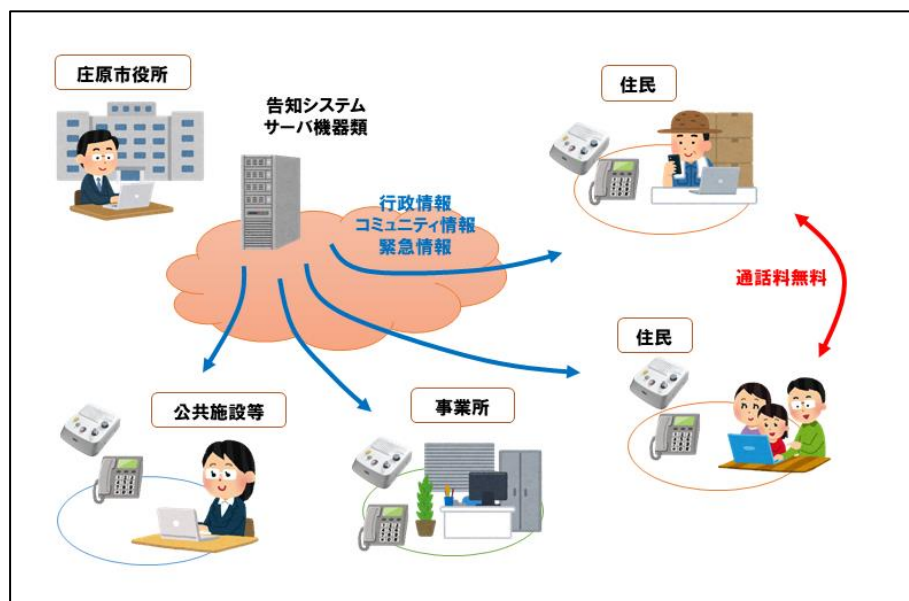 庄原市役所
告知システム
サーバ機器類
住民
行政情報
コミュニティ情報
緊急情報
通話料無料
住民
公共施設等
事業所